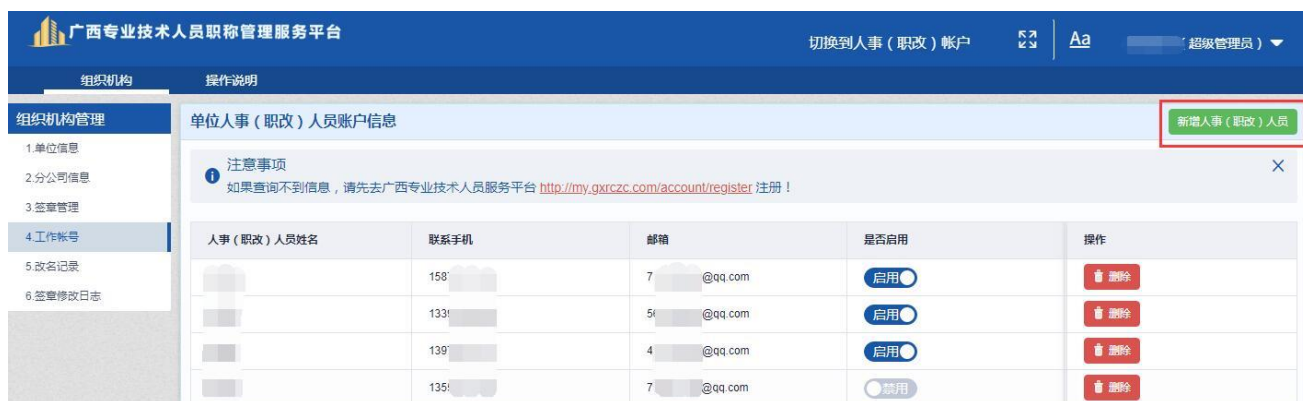 广西专业技术人员职称管理服务平台
切换到人事（职改）帐户
Aa
（超级管理员）
组织机构 操作说明
组织机构管理
单位人事（职改）人员账户信息
新增人事（职改）人员
1.单位信息
2.分公司信息
3.签章管理
4.工作帐号
5.改名记录
6.签章修改日志
注意事项
如果查询不到信息，请先去广西专业技术人员服务平台 http://my.gxrczc.com/account/register 注册！
人事（职改）人员姓名 联系手机 邮箱 是否启用 操作
158 7 @qq.com 启用 删除
133 5 @qq.com 启用 删除
139 4 @qq.com 启用 删除
135 7 @qq.com 禁用 删除